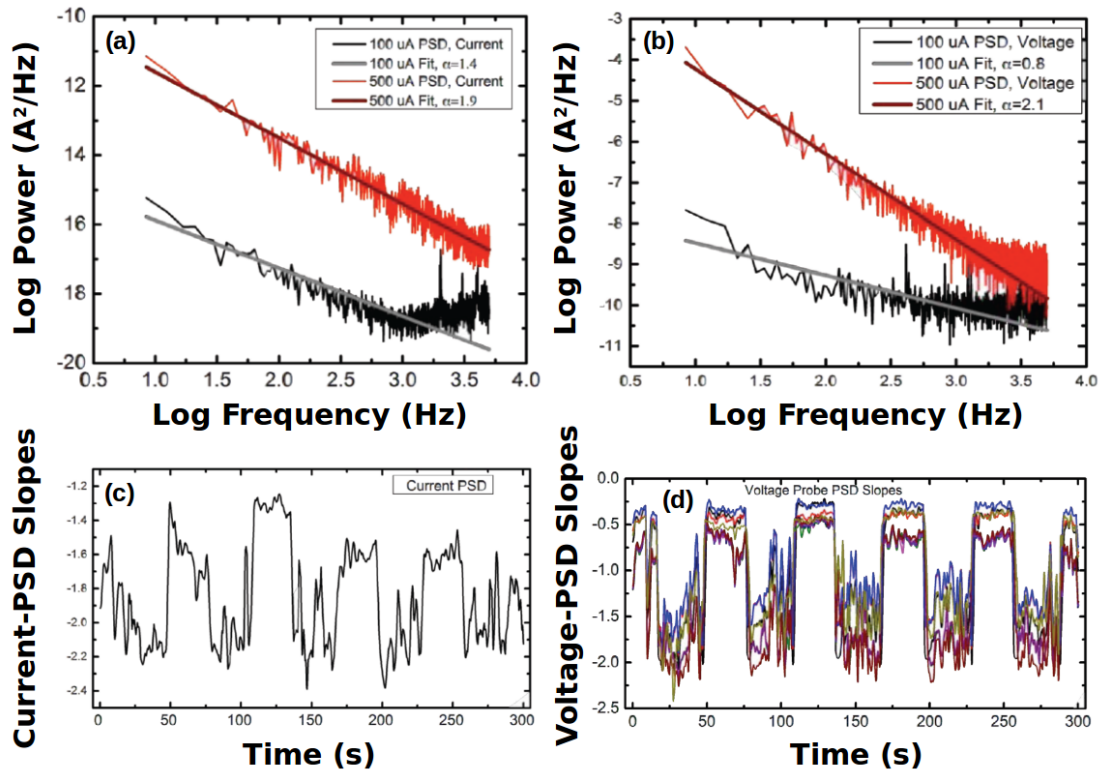 (a)
100 uA PSD, Current
100 uA Fit, α=1.4
500 uA PSD, Current
500 uA Fit, α=1.9
-10
12
14
16
18
-20
0.5 1.0 1.5 2.0 2.5 3.0 3.5 4.0
Log Power (A²/Hz)
Log Frequency (Hz)
(b)
100 uA PSD, Voltage
100 uA Fit, α=0.8
500 uA PSD, Voltage
500 uA Fit, α=2.1
-3
-4
-5
-6
-7
-8
-9
-10
-11
0.5 1.0 1.5 2.0 2.5 3.0 3.5 4.0
Log Power (A²/Hz)
Log Frequency (Hz)
(c)
Current PSD
-1.2
-1.6
-2.0
-2.4
0 50 100 150 200 250 300
Current-PSD Slopes
Time (s)
(d)
Voltage Probe PSD Slopes
0.0
-0.5
-1.0
-1.5
-2.0
-2.5
0 50 100 150 200 250 300
Voltage-PSD Slopes
Time (s)